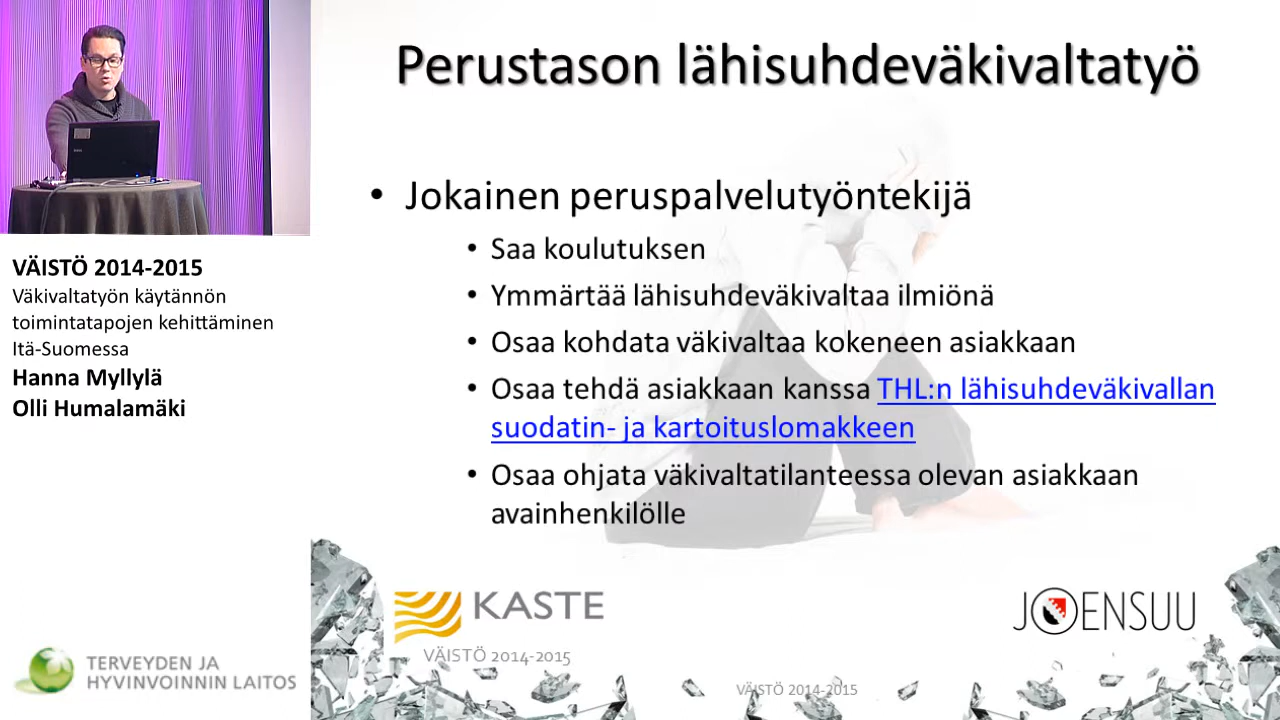 Perustason lähisuhdeväkivaltatyö
• Jokainen peruspalvelutyöntekijä
• Saa koulutuksen
• Ymmärtää lähisuhdeväkivaltaa ilmiönä
• Osaa kohdata väkivaltaa kokeneen asiakkaan
• Osaa tehdä asiakkaan kanssa THL:n lähisuhdeväkivallan
suodatin- ja kartoituslomakkeen
• Osaa ohjata väkivaltatilanteessa olevan asiakkaan
avainhenkilölle
VÄISTÖ 2014-2015
Väkivaltatyön käytännön
toimintatapojen kehittäminen
Itä-Suomessa
Hanna Myllylä
Olli Humalamäki
TERVEYDEN JA
HYVINVOINNIN LAITOS
KASTE
VÄISTÖ 2014-2015
JOENSUU
VÄISTÖ 2014-2015